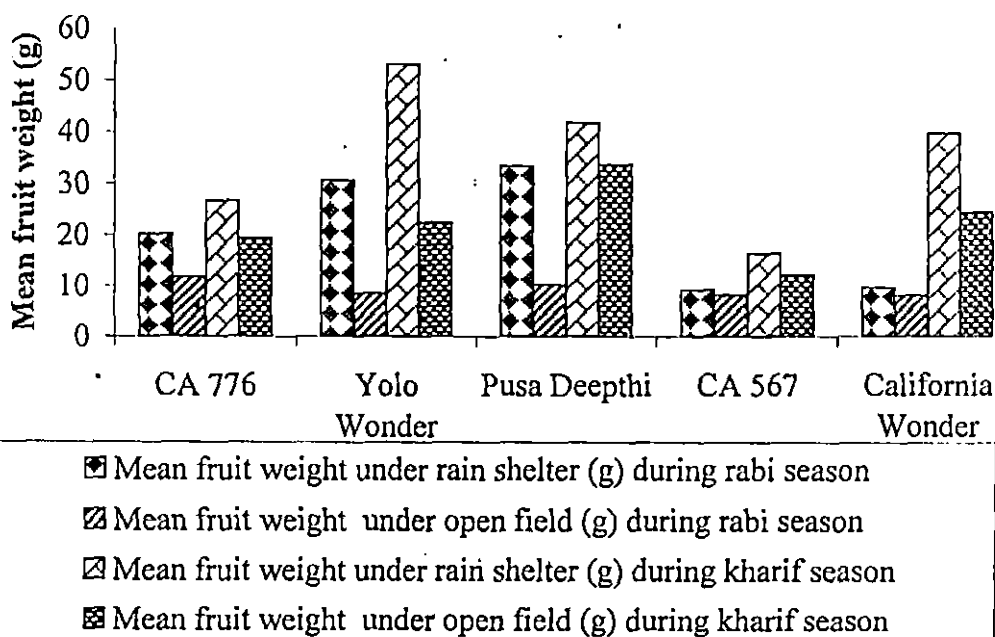 Mean fruit weight (g)
60
50
40
30
20
10
0
CA 776
Yolo
Wonder
Pusa Deepthi
CA 567
California
Wonder
Mean fruit weight under rain shelter (g) during rabi season
Mean fruit weight under open field (g) during rabi season
Mean fruit weight under rain shelter (g) during kharif season
Mean fruit weight under open field (g) during kharif season